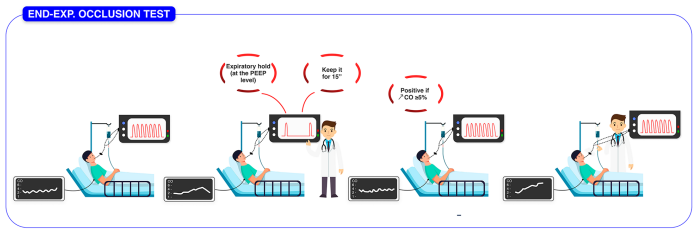 END-EXP. OCCLUSION TEST
Expiratory hold
(at the PEEP
level)
Keep it
for 15"
Positive if
↗CO ≥5%